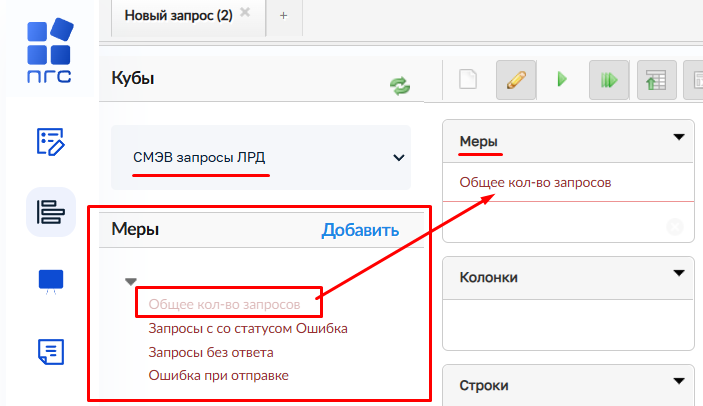 Новый запрос (2)
+
ПГС
Кубы
СМЭВ запросы ЛРД
Меры
Добавить
Общее кол-во запросов
Запросы с со статусом Ошибка
Запросы без ответа
Ошибка при отправке
Меры
Общее кол-во запросов
Колонки
Строки